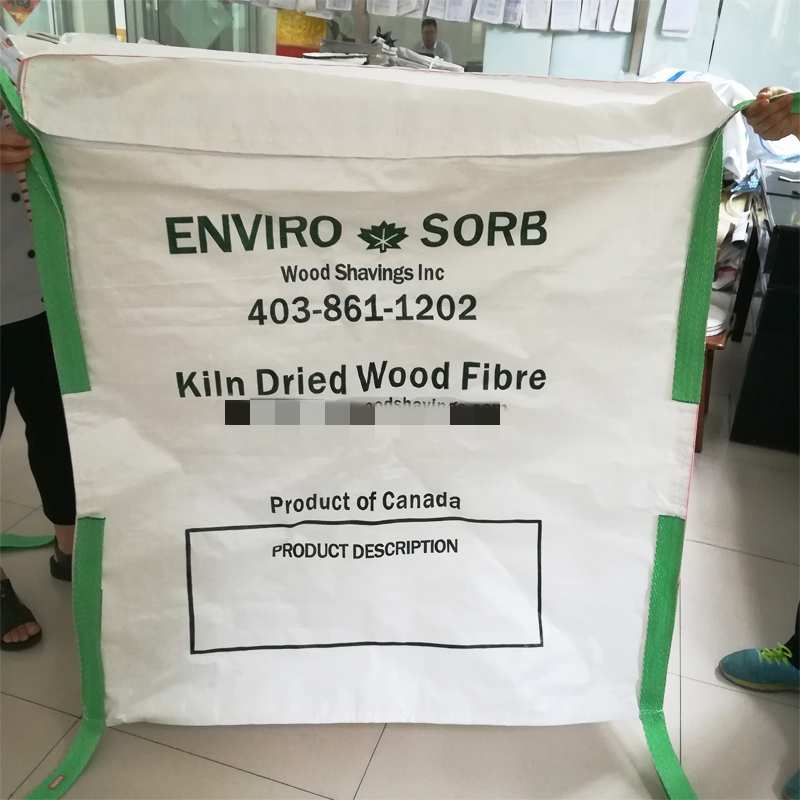 ENVIRO SORB
Wood Shavings Inc
403-861-1202
Kiln Dried Wood Fibre
Product of Canada
PRODUCT DESCRIPTION